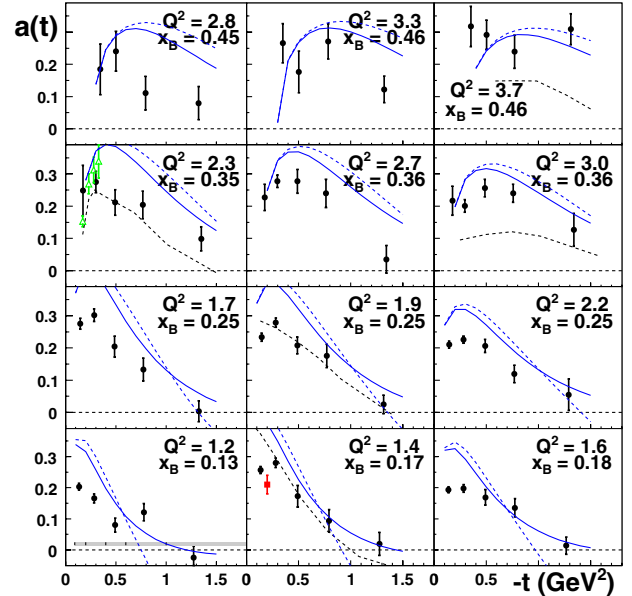 a(t)
Q² = 2.8
x_B = 0.45
Q² = 3.3
x_B = 0.46
Q² = 3.7
x_B = 0.46
0.3
0.2
0.1
0
Q² = 2.3
x_B = 0.35
Q² = 2.7
x_B = 0.36
Q² = 3.0
x_B = 0.36
0.3
0.2
0.1
0
Q² = 1.7
x_B = 0.25
Q² = 1.9
x_B = 0.25
Q² = 2.2
x_B = 0.25
0.3
0.2
0.1
0
Q² = 1.2
x_B = 0.13
Q² = 1.4
x_B = 0.17
Q² = 1.6
x_B = 0.18
0.3
0.2
0.1
0
0 0.5 1 1.5 0 0.5 1 1.5 0 0.5 1 1.5
-t (GeV²)